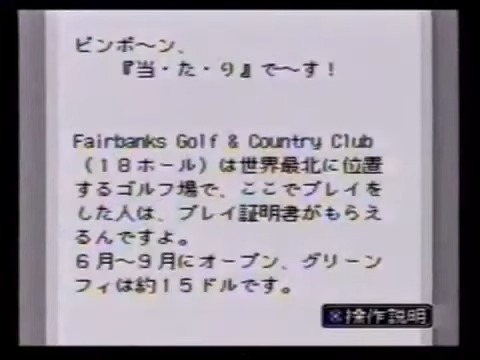 ピンポ〜ン、
『当・た・り』で〜す！
Fairbanks Golf & Country Club
（１８ホール）は世界最北に位置
するゴルフ場で、ここでプレイを
した人は、プレイ証明書がもらえ
るんですよ。
６月〜９月にオープン、グリーン
フィは約１５ドルです。
※操作説明